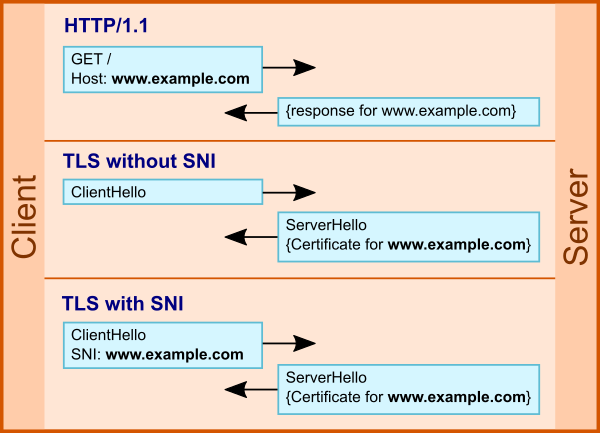 Client
HTTP/1.1
GET /
Host: www.example.com
{response for www.example.com}
TLS without SNI
ClientHello
ServerHello
{Certificate for www.example.com}
TLS with SNI
ClientHello
SNI: www.example.com
ServerHello
{Certificate for www.example.com}
Server